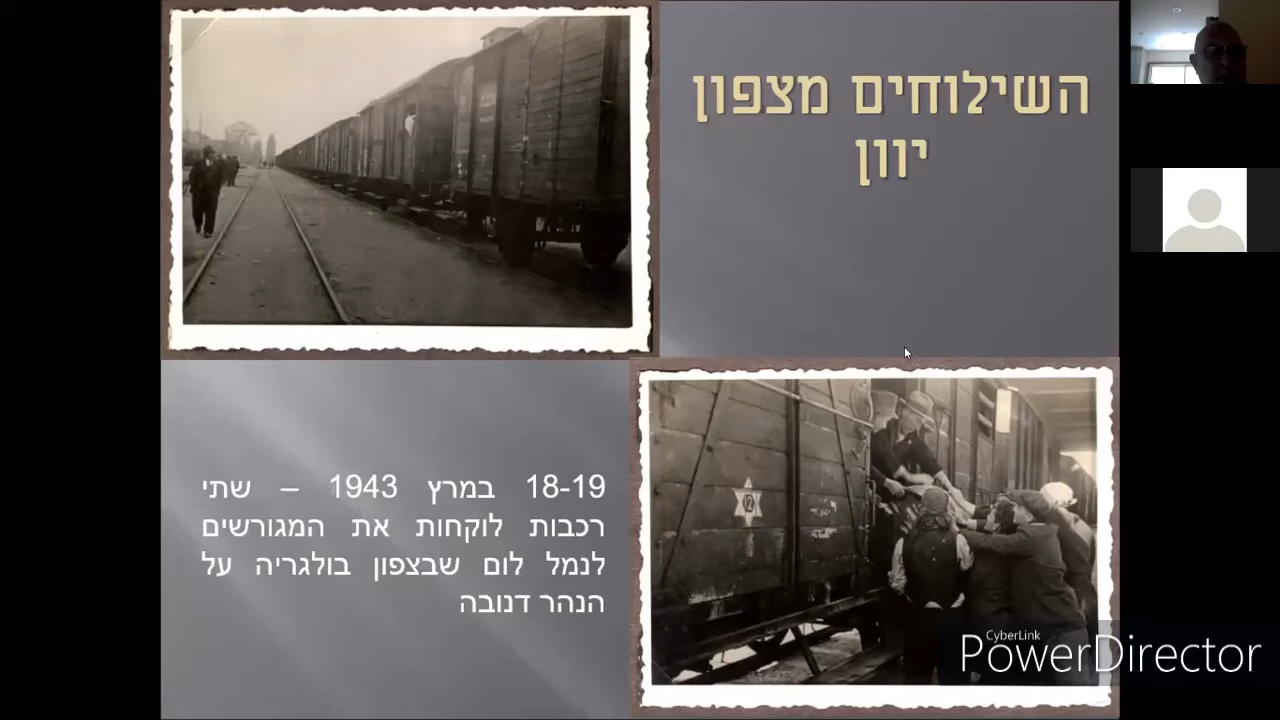 השילוחים מצפון
יוון
18-19 במרץ 1943 – שתי
רכבות לוקחות את המגורשים
לנמל לום שבצפון בולגריה על
הנהר דנובה
12
CyberLink
PowerDirector